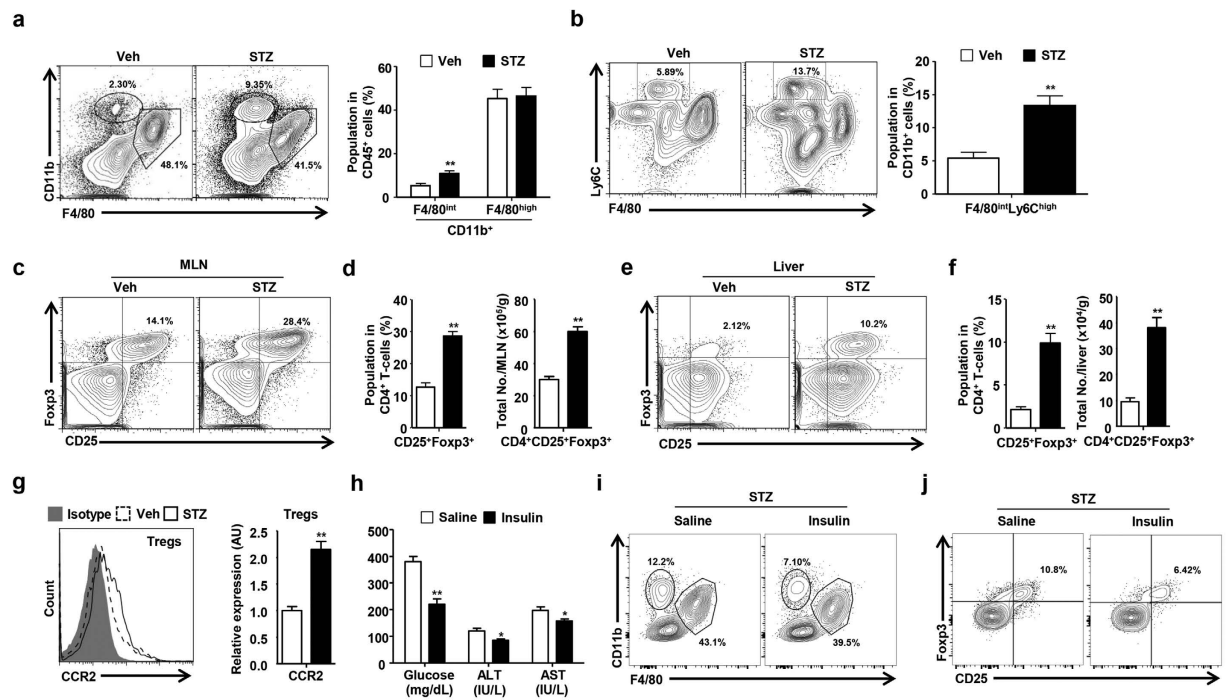 a
Veh
STZ
2.30%
9.35%
48.1%
41.5%
CD11b
F4/80
Veh
STZ
Population in
CD45⁺ cells (%)
60
40
20
0
**
F4/80ⁱⁿᵗ
F4/80ʰⁱᵍʰ
CD11b⁺
b
Veh
STZ
5.89%
13.7%
Ly6C
F4/80
Veh
STZ
Population in
CD11b⁺ cells (%)
20
15
10
5
0
**
F4/80ⁱⁿᵗLy6Cʰⁱᵍʰ
c
MLN
Veh
STZ
14.1%
28.4%
Foxp3
CD25
d
Population in
CD4⁺ T-cells (%)
40
30
20
10
0
**
CD25⁺Foxp3⁺
Total No./MLN (x10⁵/g)
80
60
40
20
0
**
CD4⁺CD25⁺Foxp3⁺
e
Liver
Veh
STZ
2.12%
10.2%
Foxp3
CD25
f
Population in
CD4⁺ T-cells (%)
15
10
5
0
**
CD25⁺Foxp3⁺
Total No./liver (x10⁴/g)
50
40
30
20
10
0
**
CD4⁺CD25⁺Foxp3⁺
g
Isotype
Veh
STZ
Tregs
Count
CCR2
Tregs
Relative expression (AU)
2.5
2.0
1.5
1.0
0.5
0.0
**
CCR2
h
Saline
Insulin
500
400
300
200
100
0
**
*
*
Glucose
(mg/dL)
ALT
(IU/L)
AST
(IU/L)
i
STZ
Saline
Insulin
12.2%
7.10%
43.1%
39.5%
CD11b
F4/80
j
STZ
Saline
Insulin
10.8%
6.42%
Foxp3
CD25